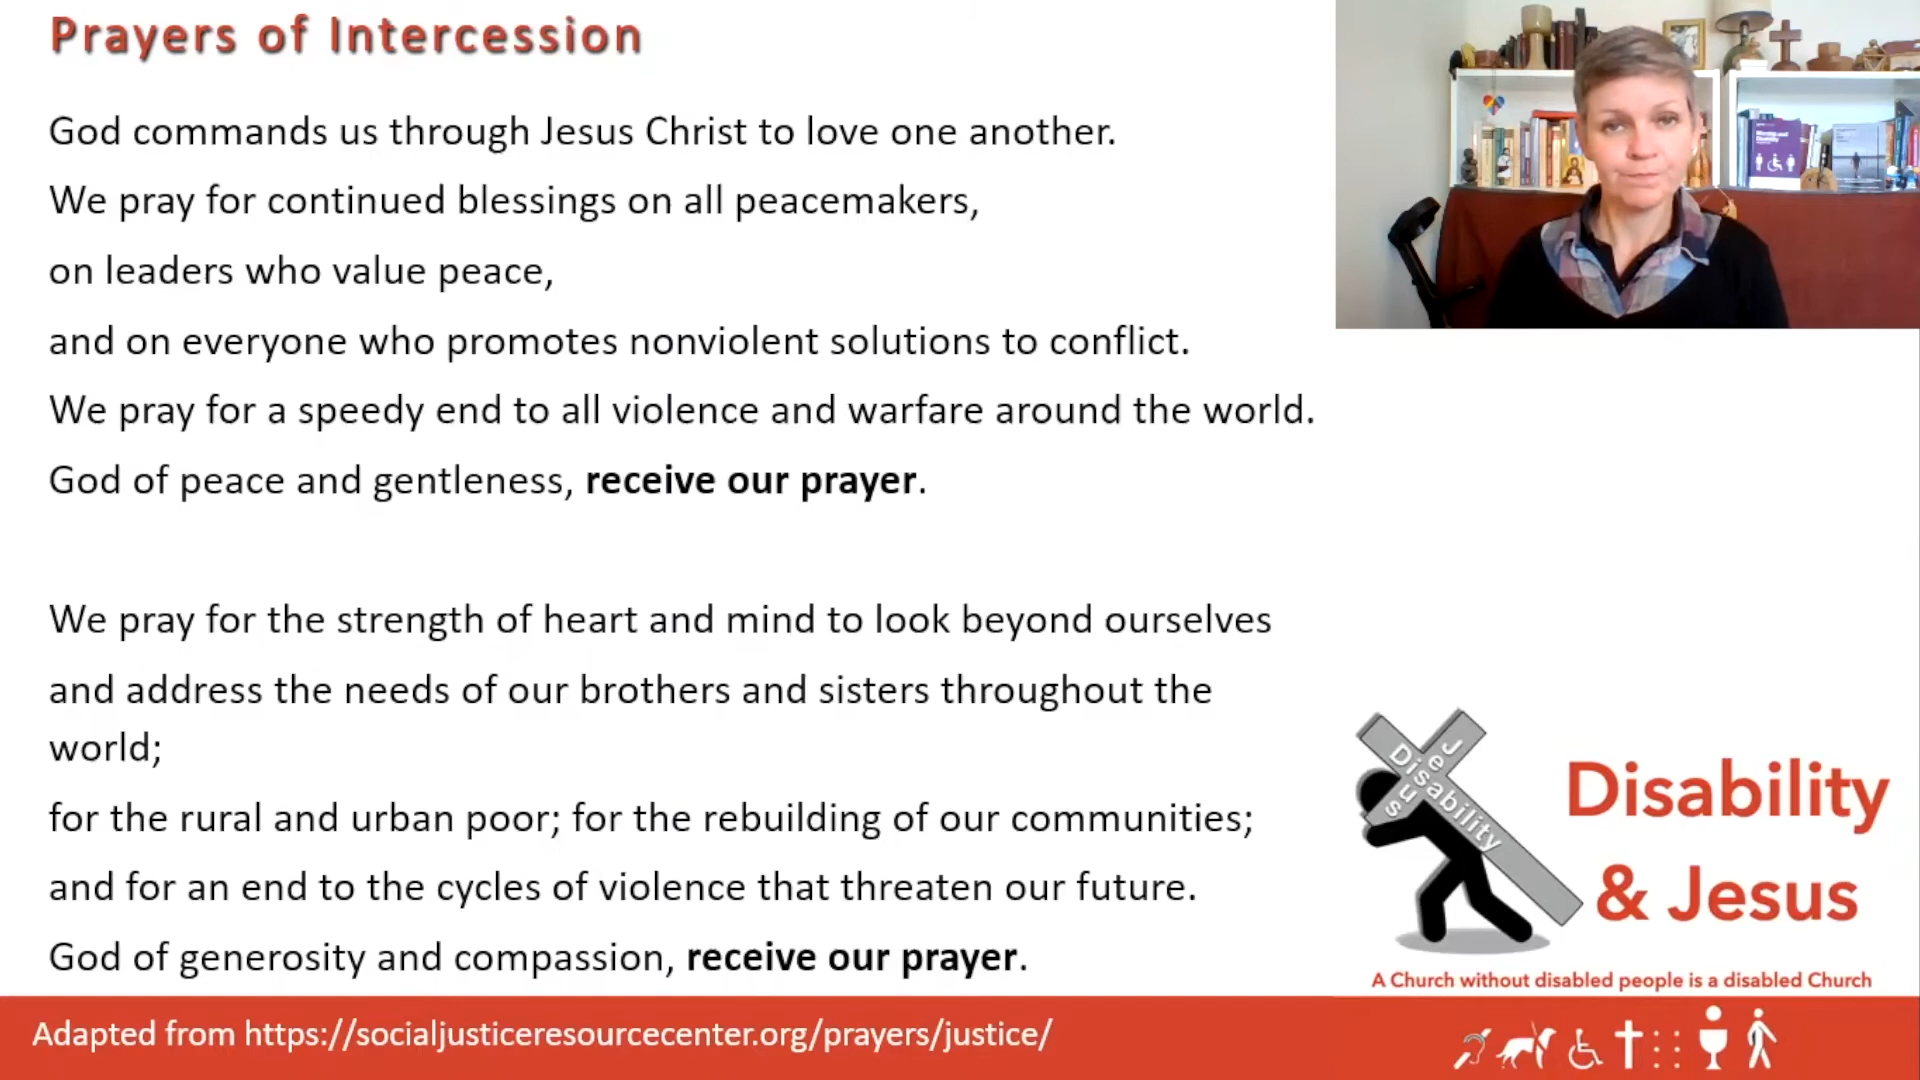 Prayers of Intercession
God commands us through Jesus Christ to love one another.
We pray for continued blessings on all peacemakers,
on leaders who value peace,
and on everyone who promotes nonviolent solutions to conflict.
We pray for a speedy end to all violence and warfare around the world.
God of peace and gentleness, receive our prayer.
We pray for the strength of heart and mind to look beyond ourselves
and address the needs of our brothers and sisters throughout the
world;
for the rural and urban poor; for the rebuilding of our communities;
and for an end to the cycles of violence that threaten our future.
God of generosity and compassion, receive our prayer.
Jesus
Disability
Disability
& Jesus
A Church without disabled people is a disabled Church
Adapted from https://socialjusticeresourcecenter.org/prayers/justice/